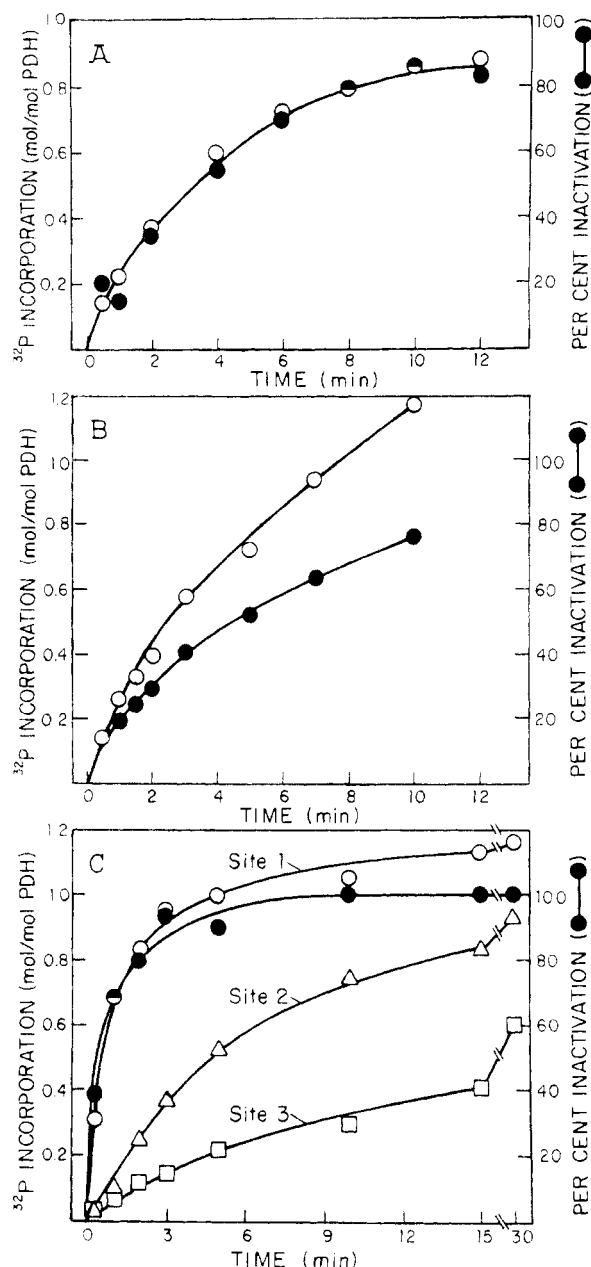 A
³²P INCORPORATION (mol/mol PDH)
1.0
0.8
0.6
0.4
0.2
0 2 4 6 8 10 12
TIME (min)
100
80
60
40
20
PER CENT INACTIVATION ( )
B
³²P INCORPORATION (mol/mol PDH)
1.2
1.0
0.8
0.6
0.4
0.2
0 2 4 6 8 10 12
TIME (min)
100
80
60
40
20
PER CENT INACTIVATION ( )
C
³²P INCORPORATION (mol/mol PDH)
1.2
1.0
0.8
0.6
0.4
0.2
Site 1
Site 2
Site 3
0 3 6 9 12 15 30
TIME (min)
100
80
60
40
20
PER CENT INACTIVATION ( )